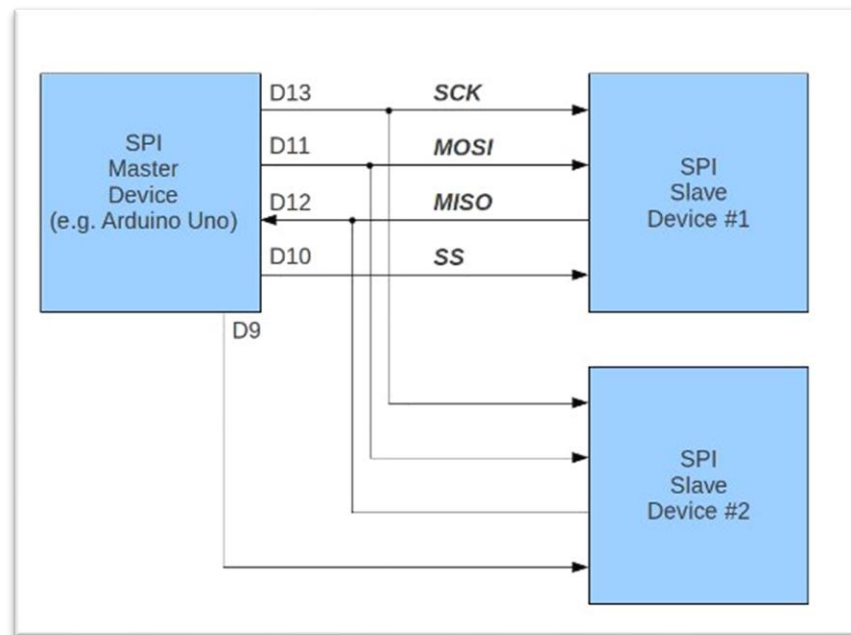 SPI
Master
Device
(e.g. Arduino Uno)
D13
SCK
D11
MOSI
D12
MISO
D10
SS
D9
SPI
Slave
Device #1
SPI
Slave
Device #2